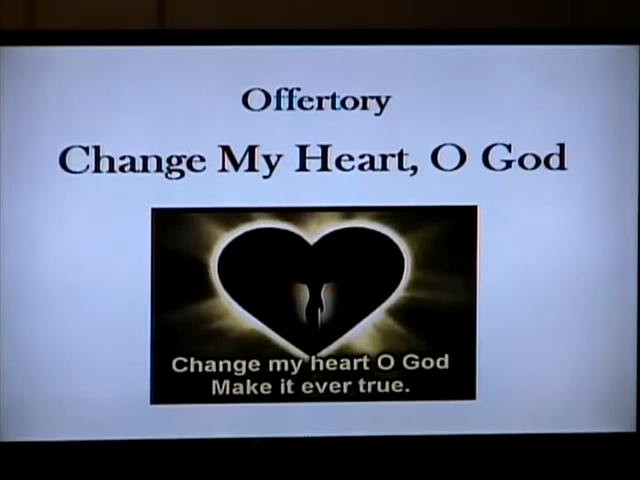 Offertory
Change My Heart, O God
Change my heart O God
Make it ever true.